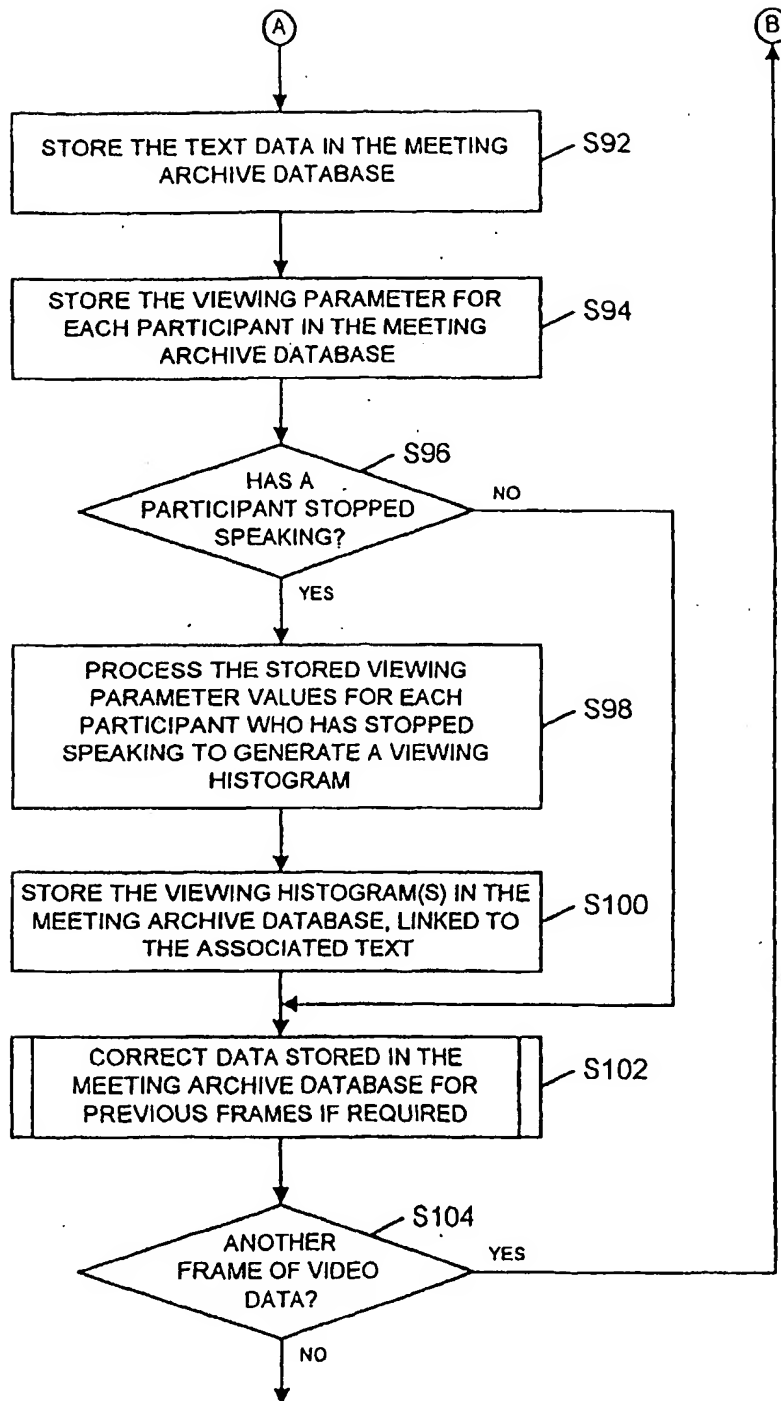 A
B
STORE THE TEXT DATA IN THE MEETING
ARCHIVE DATABASE
S92
STORE THE VIEWING PARAMETER FOR
EACH PARTICIPANT IN THE MEETING
ARCHIVE DATABASE
S94
S96
HAS A
PARTICIPANT STOPPED
SPEAKING?
NO
YES
PROCESS THE STORED VIEWING
PARAMETER VALUES FOR EACH
PARTICIPANT WHO HAS STOPPED
SPEAKING TO GENERATE A VIEWING
HISTOGRAM
S98
STORE THE VIEWING HISTOGRAM(S) IN THE
MEETING ARCHIVE DATABASE, LINKED TO
THE ASSOCIATED TEXT
S100
CORRECT DATA STORED IN THE
MEETING ARCHIVE DATABASE FOR
PREVIOUS FRAMES IF REQUIRED
S102
S104
ANOTHER
FRAME OF VIDEO
DATA?
YES
NO